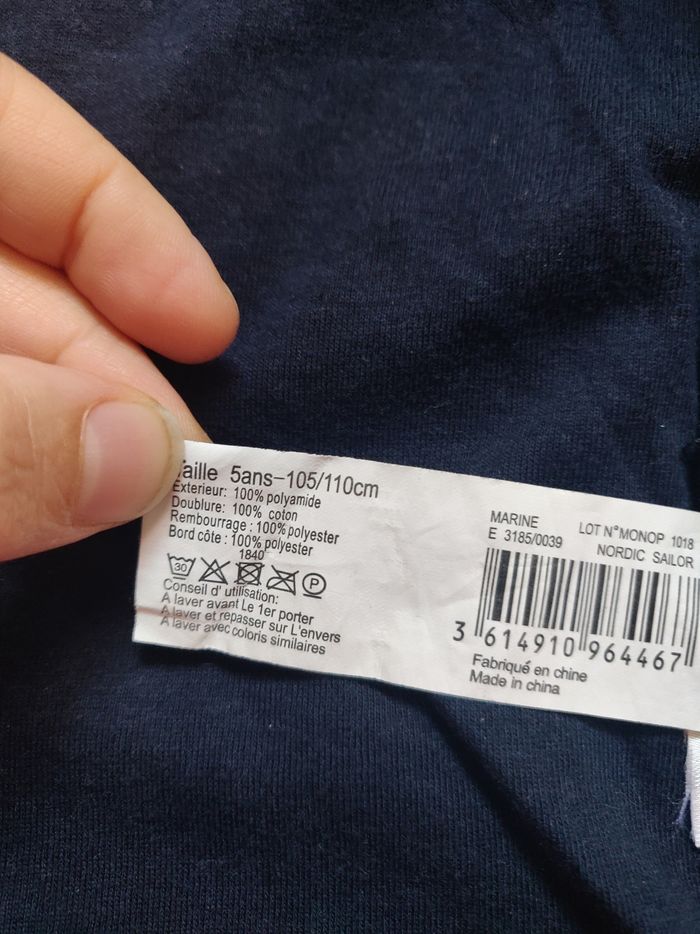 Taille 5ans-105/110cm
Exterieur: 100% polyamide
Doublure: 100% coton
Rembourrage: 100% polyester
Bord côte: 100% polyester
1840
30 P
Conseil d' utilisation:
A laver avant Le 1er porter
A laver et repasser sur L'envers
A laver avec coloris similaires
MARINE LOT N°MONOP 1018
E 3185/0039 NORDIC SAILOR
3 614910 964467
Fabriqué en chine
Made in china